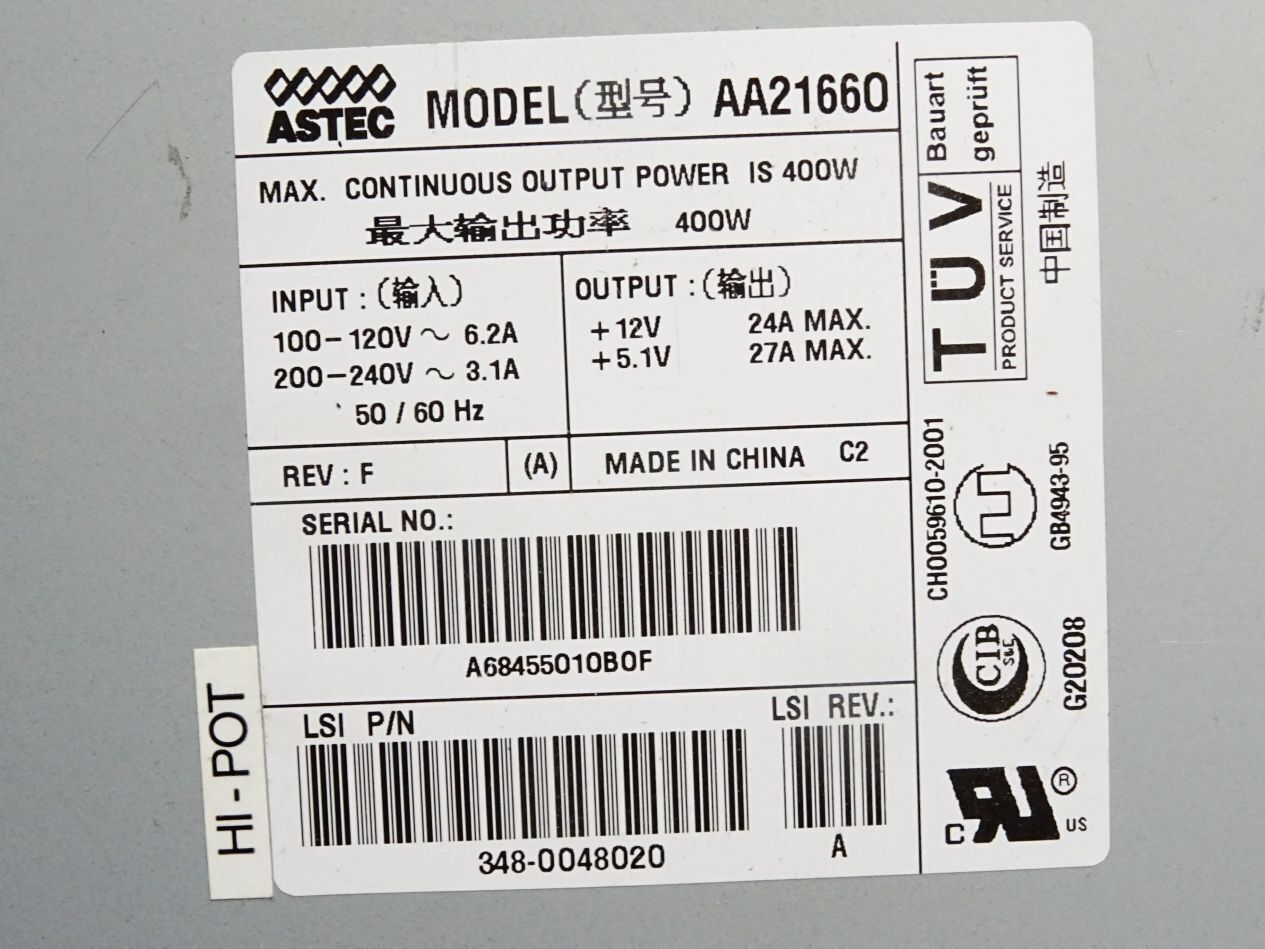 ASTEC MODEL(型号) AA21660
MAX. CONTINUOUS OUTPUT POWER IS 400W
最大输出功率 400W
INPUT : (输入)
100-120V ~ 6.2A
200-240V ~ 3.1A
50 / 60 Hz
OUTPUT : (输出)
+12V 24A MAX.
+5.1V 27A MAX.
REV : F (A) MADE IN CHINA C2
SERIAL NO.:
A68455010B0F
LSI P/N
348-0048020
LSI REV.:
A
Bauart
geprüft
TÜV
PRODUCT SERVICE
中国制造
CH0059610-2001
GB4943-95
CIB
S&E
G20208
C RU ® US
HI-POT